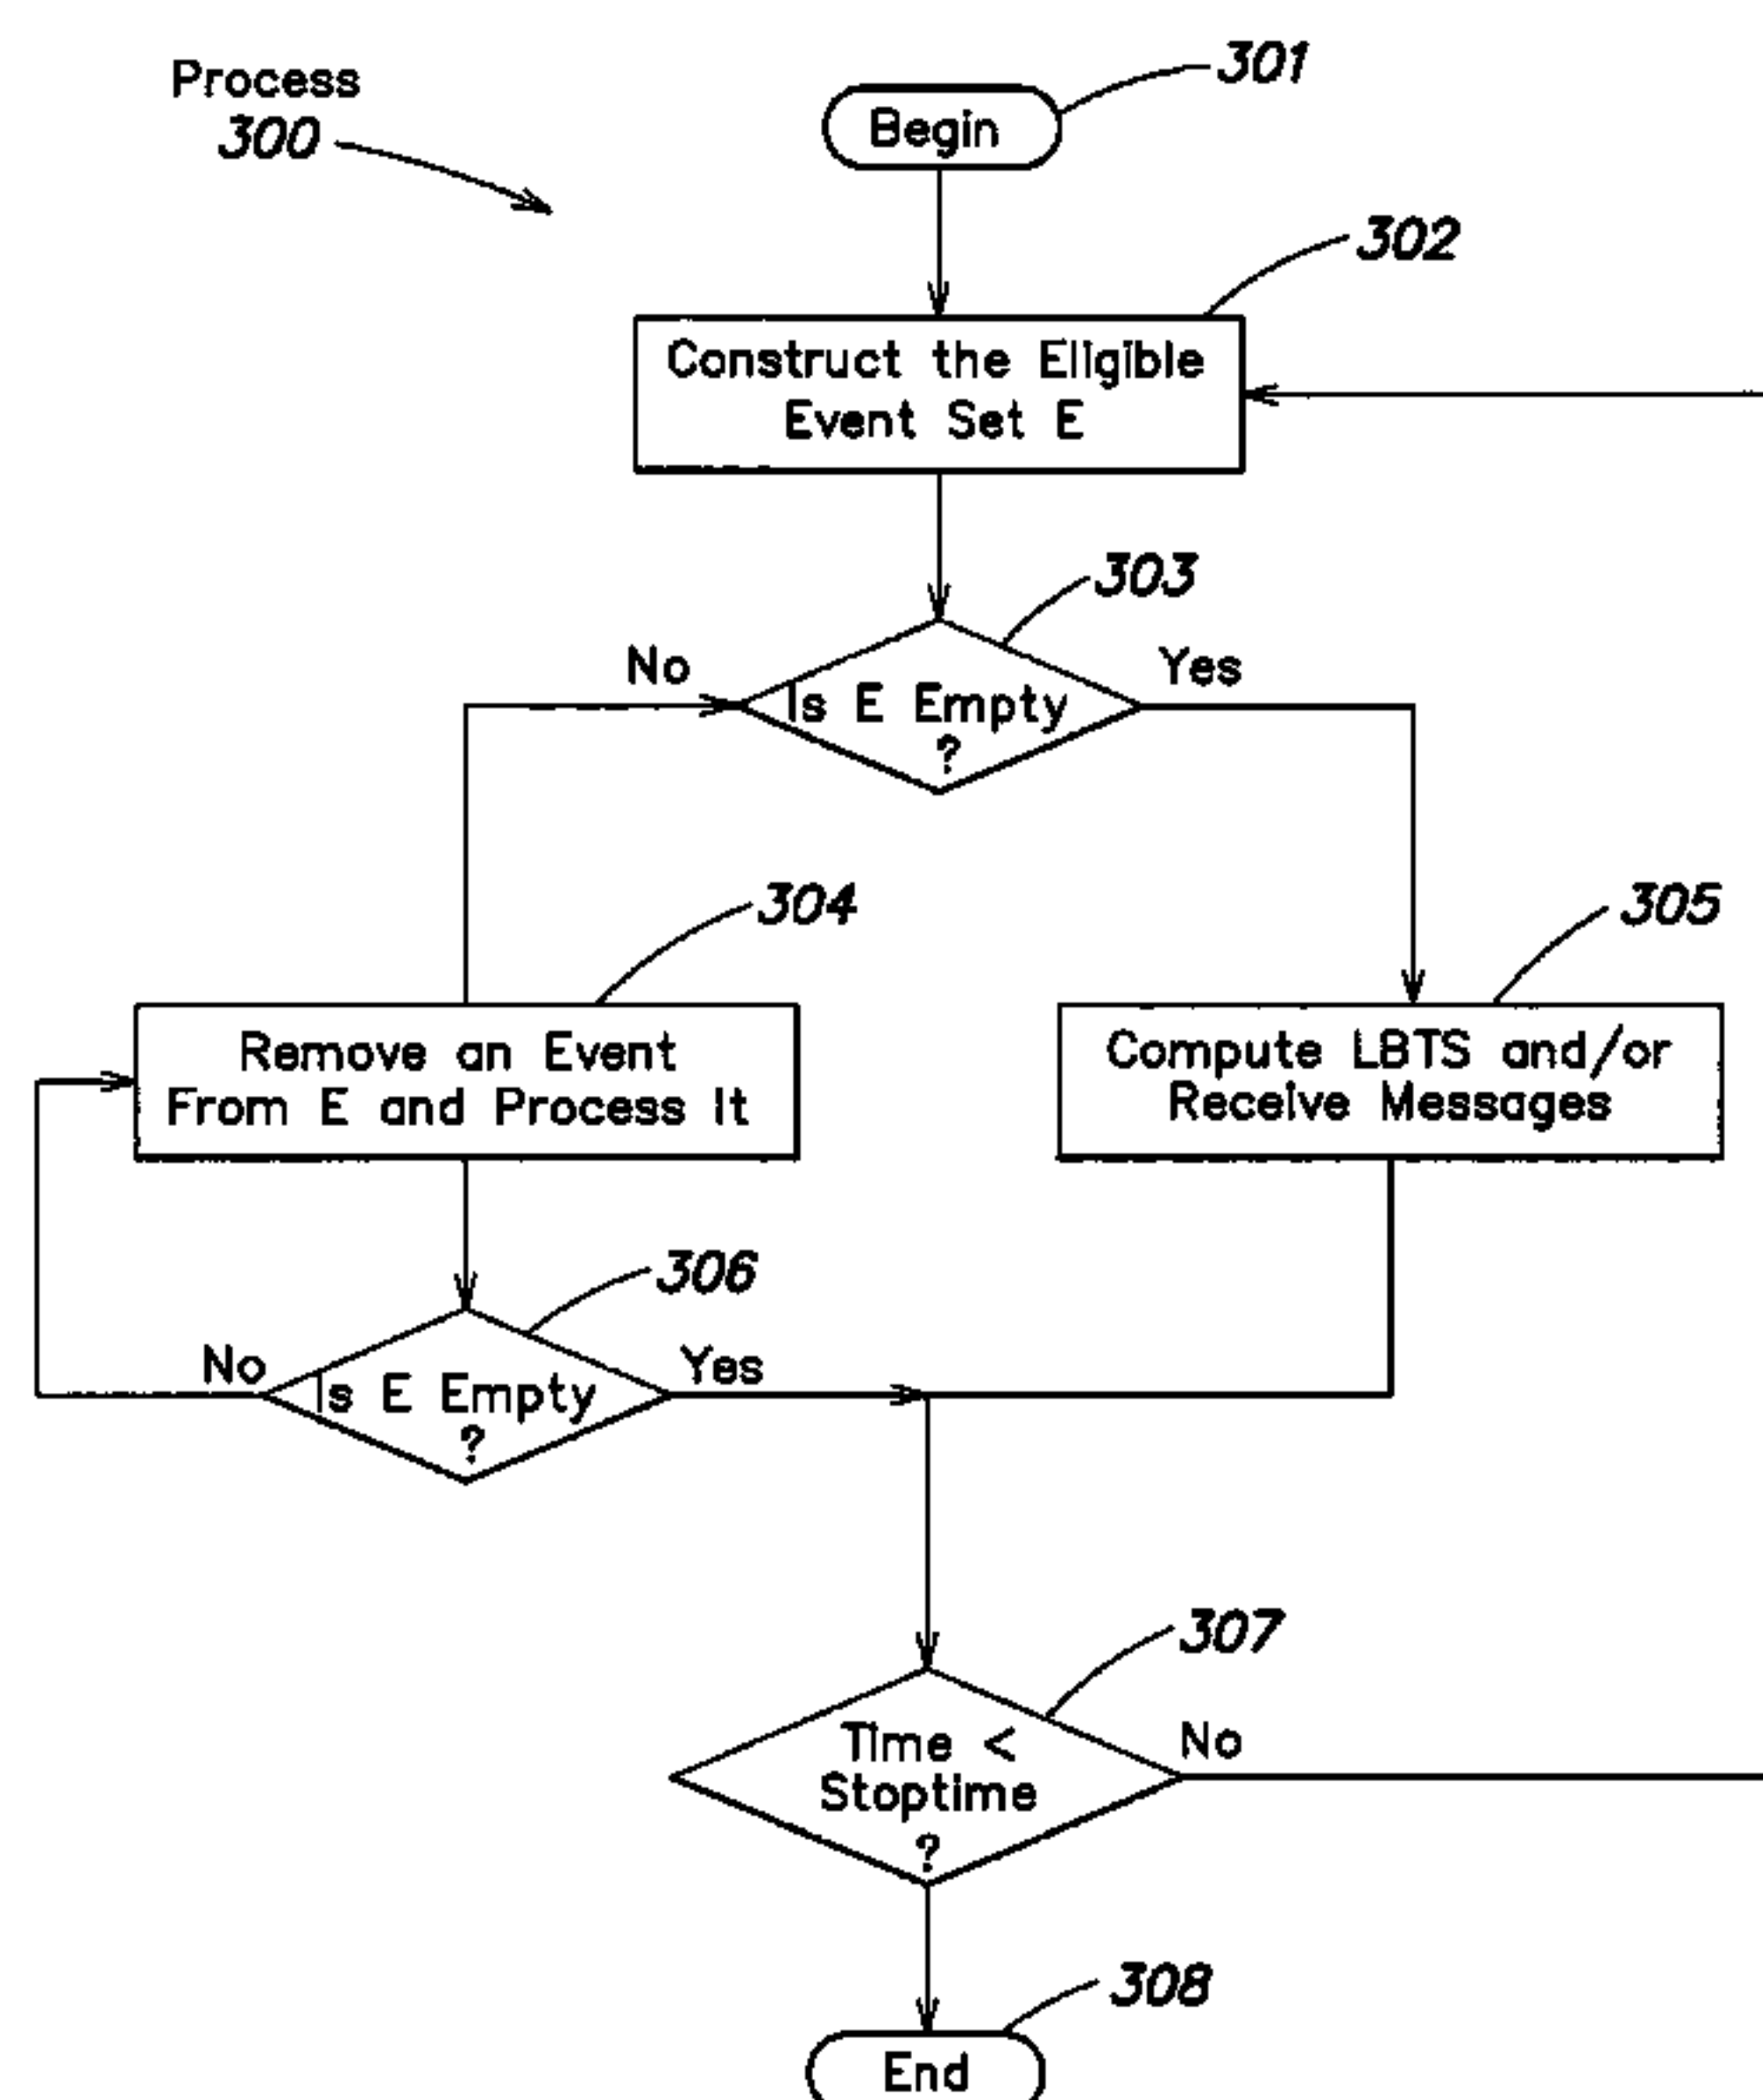 Process
300
301
Begin
302
Construct the Eligible
Event Set E
303
No
Yes
Is E Empty
?
304
305
Remove an Event
From E and Process It
Compute LBTS and/or
Receive Messages
306
No
Yes
Is E Empty
?
307
Time <
Stoptime
?
No
308
End